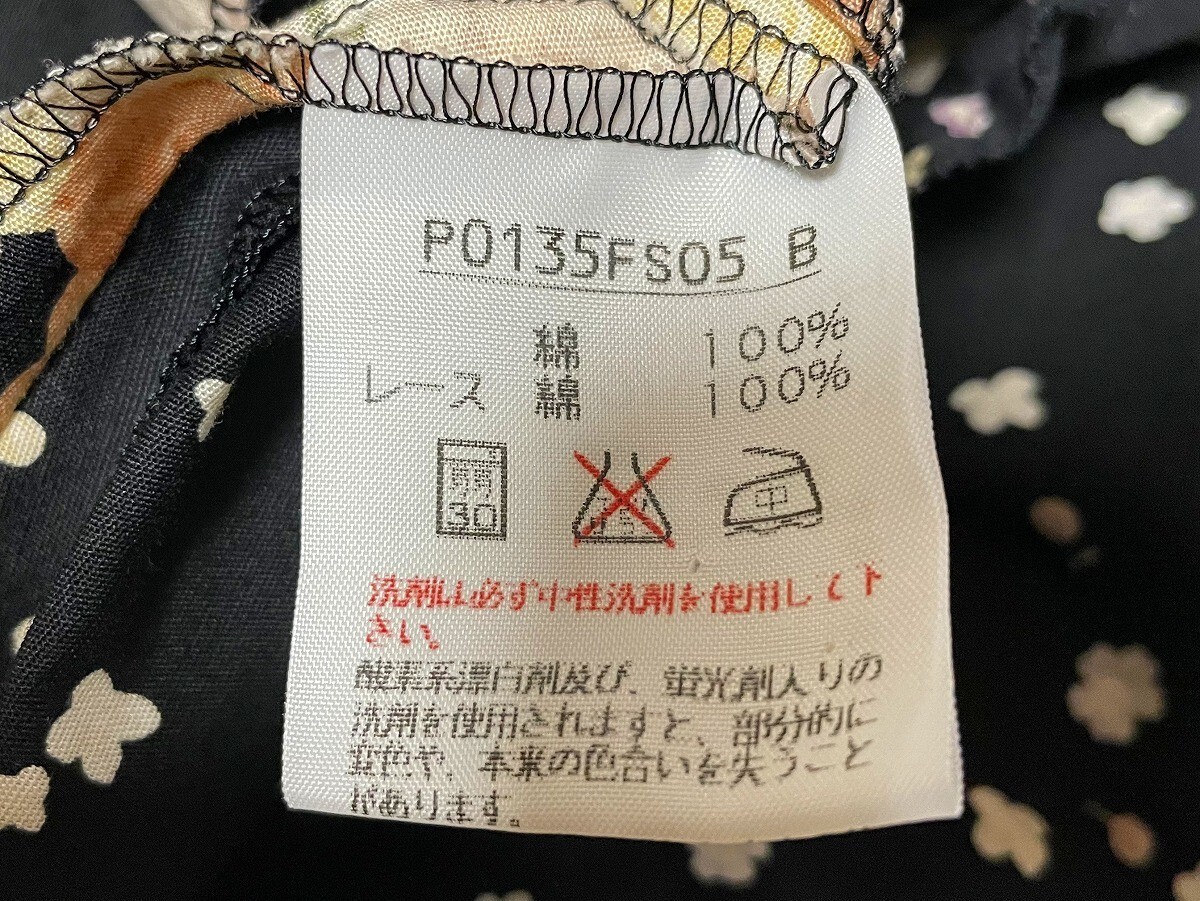 P0135FS05 B
綿 100%
レース 綿 100%
30
中
洗剤は必ず中性洗剤を使用して下
さい。
酸素系漂白剤及び、蛍光剤入りの
洗剤を使用されますと、部分的に
変色や、本来の色合いを失うこと
があります。